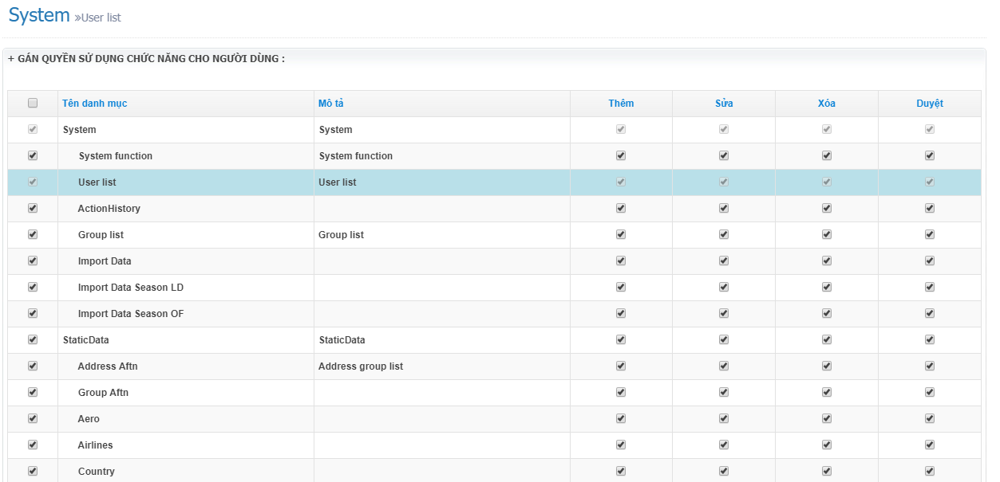 System »User list
+ GÁN QUYỀN SỬ DỤNG CHỨC NĂNG CHO NGƯỜI DÙNG :
Tên danh mục Mô tả Thêm Sửa Xóa Duyệt
System System
System function System function
User list User list
ActionHistory
Group list Group list
Import Data
Import Data Season LD
Import Data Season OF
StaticData StaticData
Address Aftn Address group list
Group Aftn
Aero
Airlines
Country